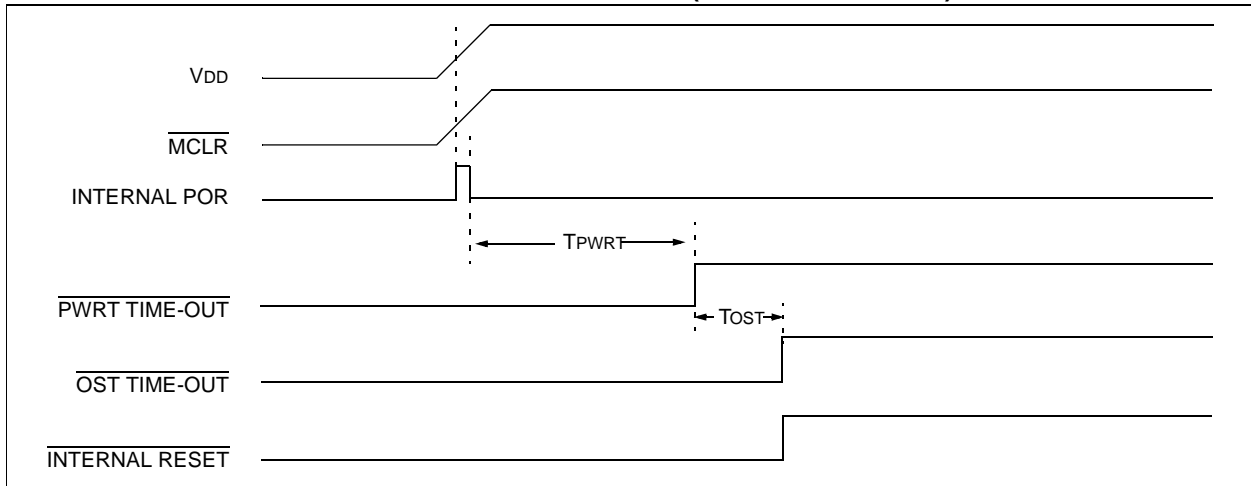 VDD
MCLR
INTERNAL POR
TPWRT
PWRT TIME-OUT
TOST
OST TIME-OUT
INTERNAL RESET